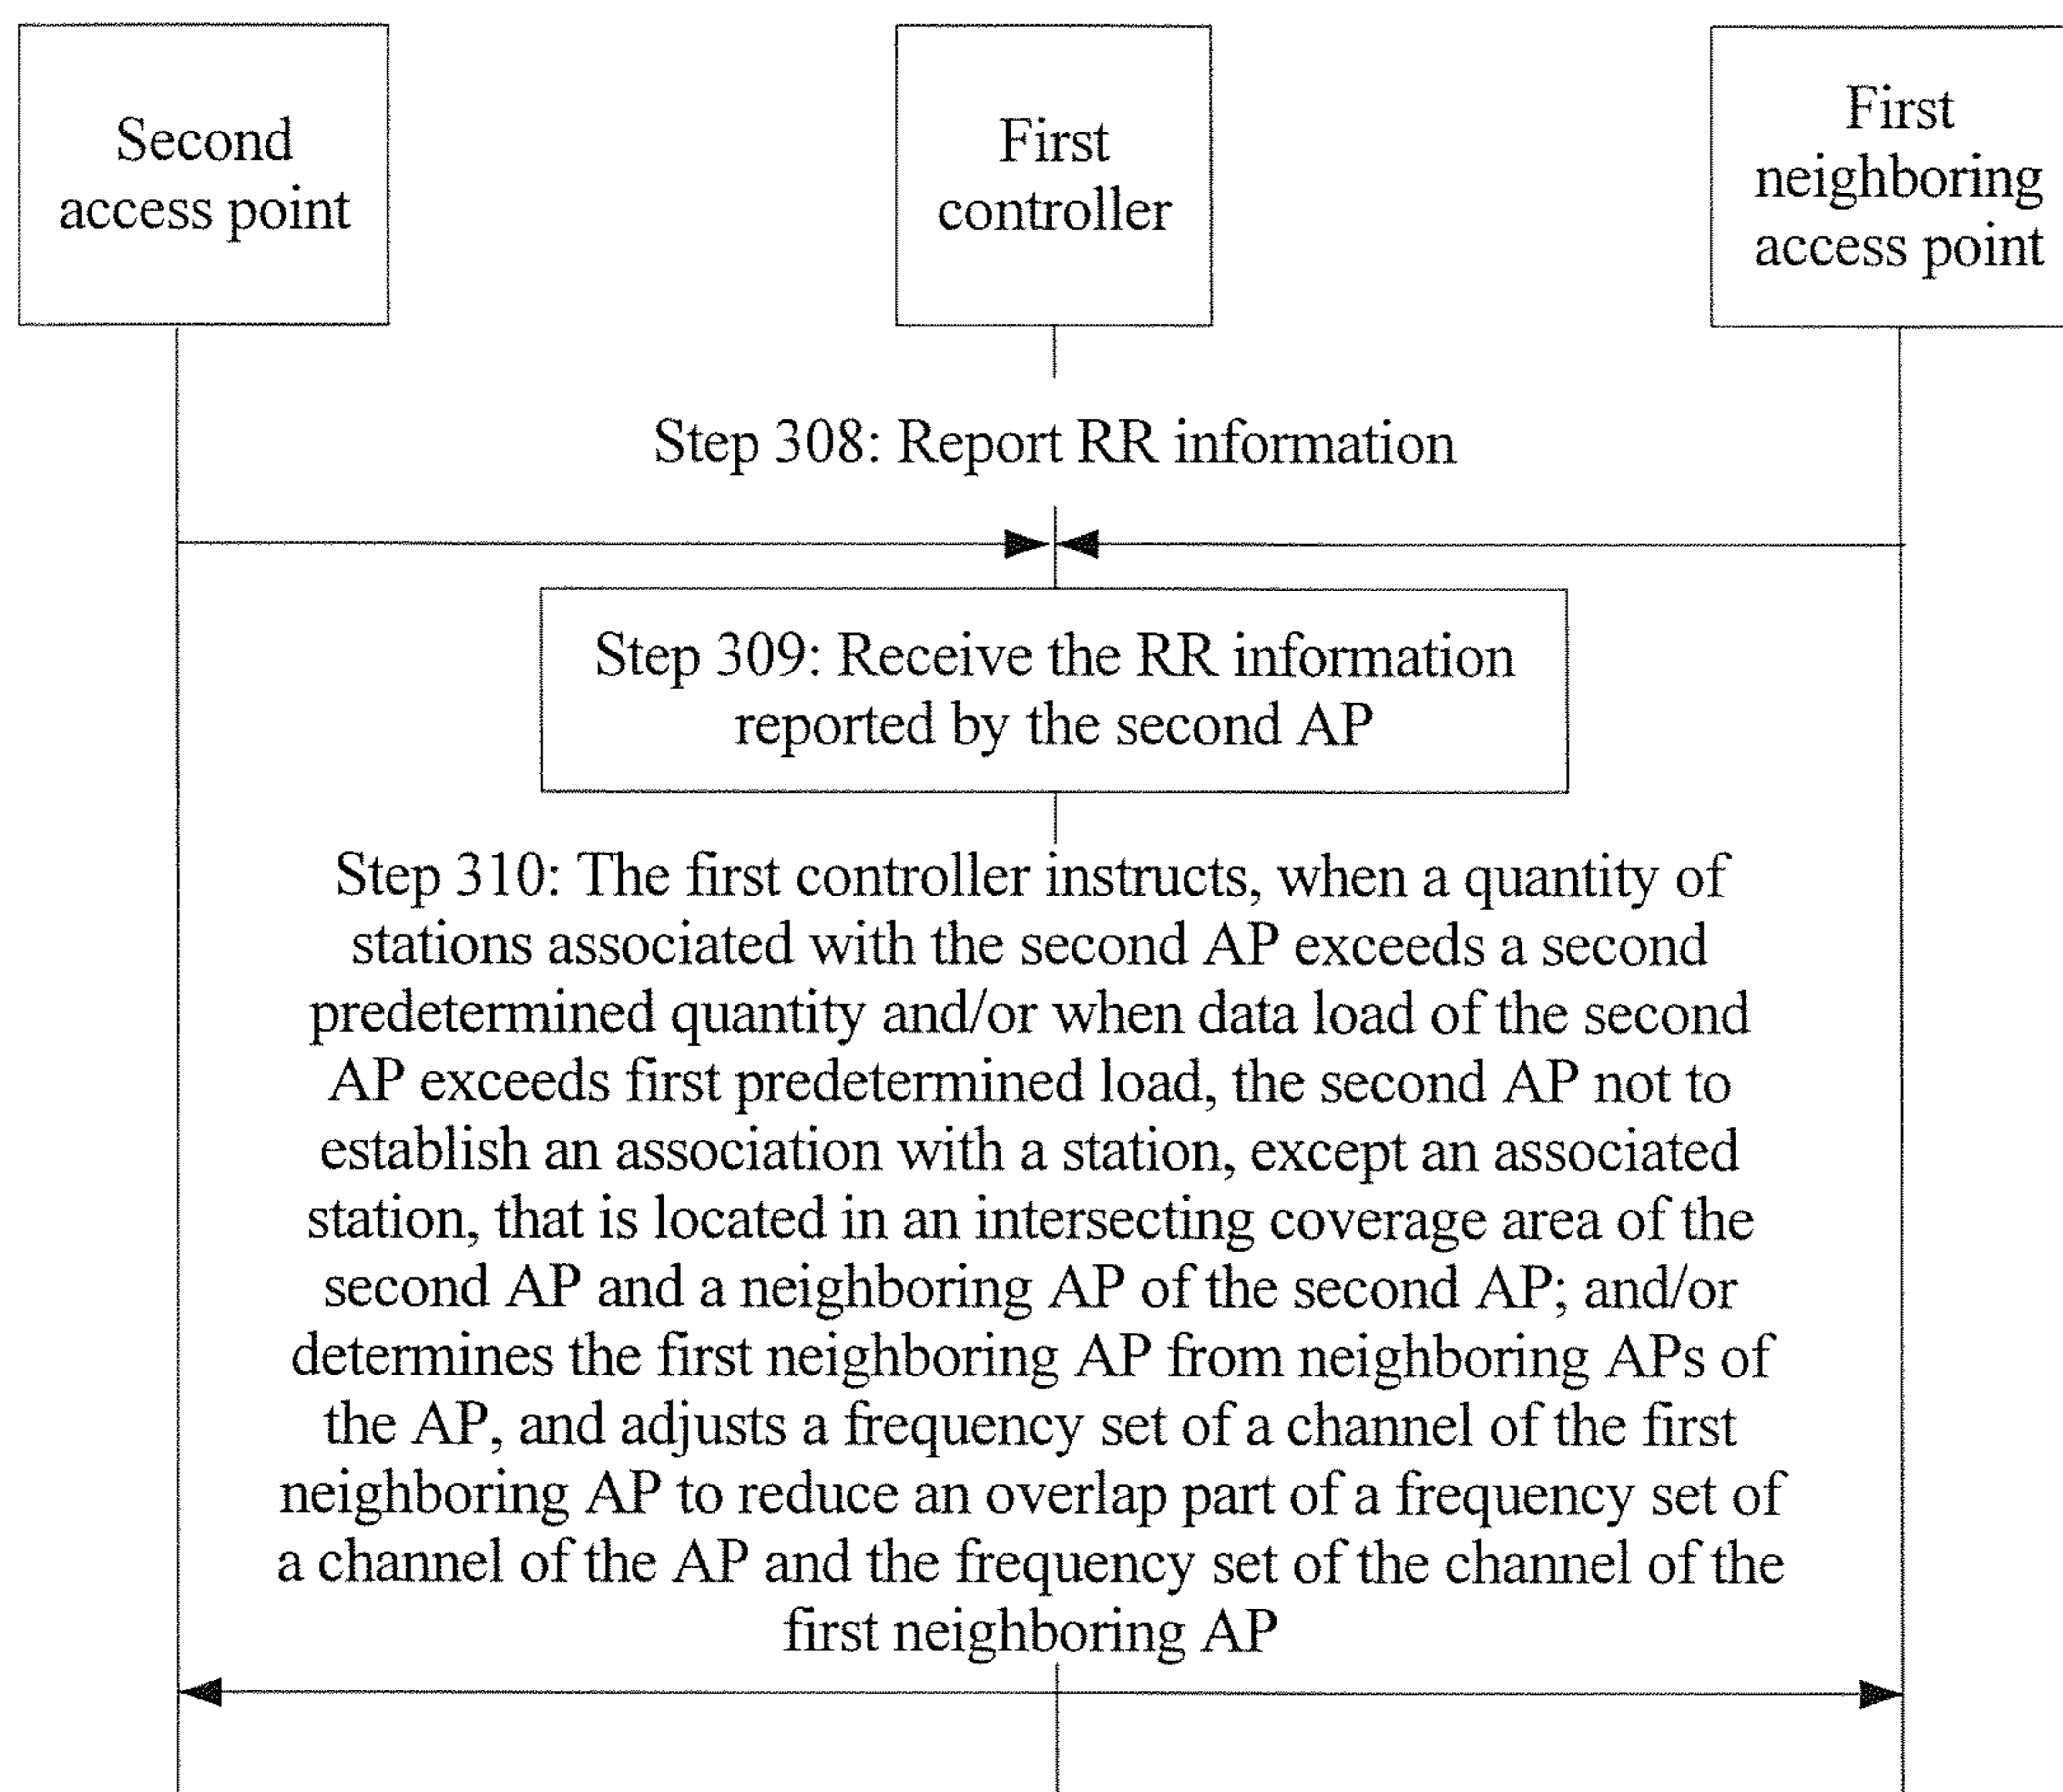 Second
access point
First
controller
First
neighboring
access point
Step 308: Report RR information
Step 309: Receive the RR information
reported by the second AP
Step 310: The first controller instructs, when a quantity of
stations associated with the second AP exceeds a second
predetermined quantity and/or when data load of the second
AP exceeds first predetermined load, the second AP not to
establish an association with a station, except an associated
station, that is located in an intersecting coverage area of the
second AP and a neighboring AP of the second AP; and/or
determines the first neighboring AP from neighboring APs of
the AP, and adjusts a frequency set of a channel of the first
neighboring AP to reduce an overlap part of a frequency set of
a channel of the AP and the frequency set of the channel of the
first neighboring AP